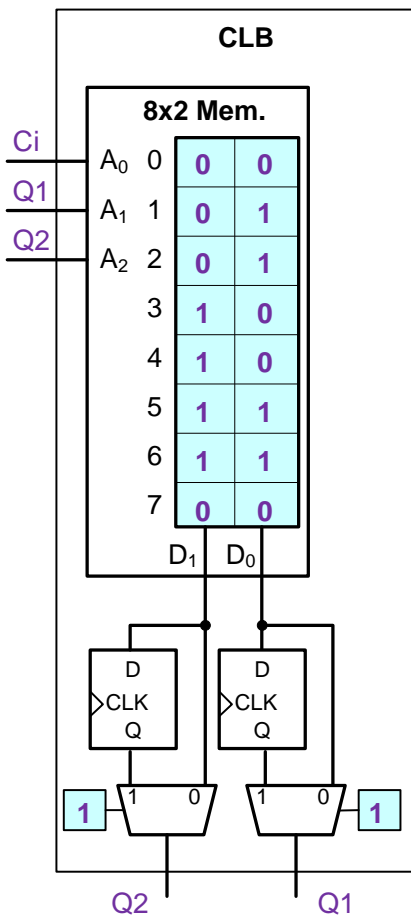 CLB
8x2 Mem.
Ci A₀ 0 0 0
Q1 A₁ 1 0 1
Q2 A₂ 2 0 1
3 1 0
4 1 0
5 1 1
6 1 1
7 0 0
D₁ D₀
D D
CLK CLK
Q Q
1 1 0 1 0 1
Q2 Q1